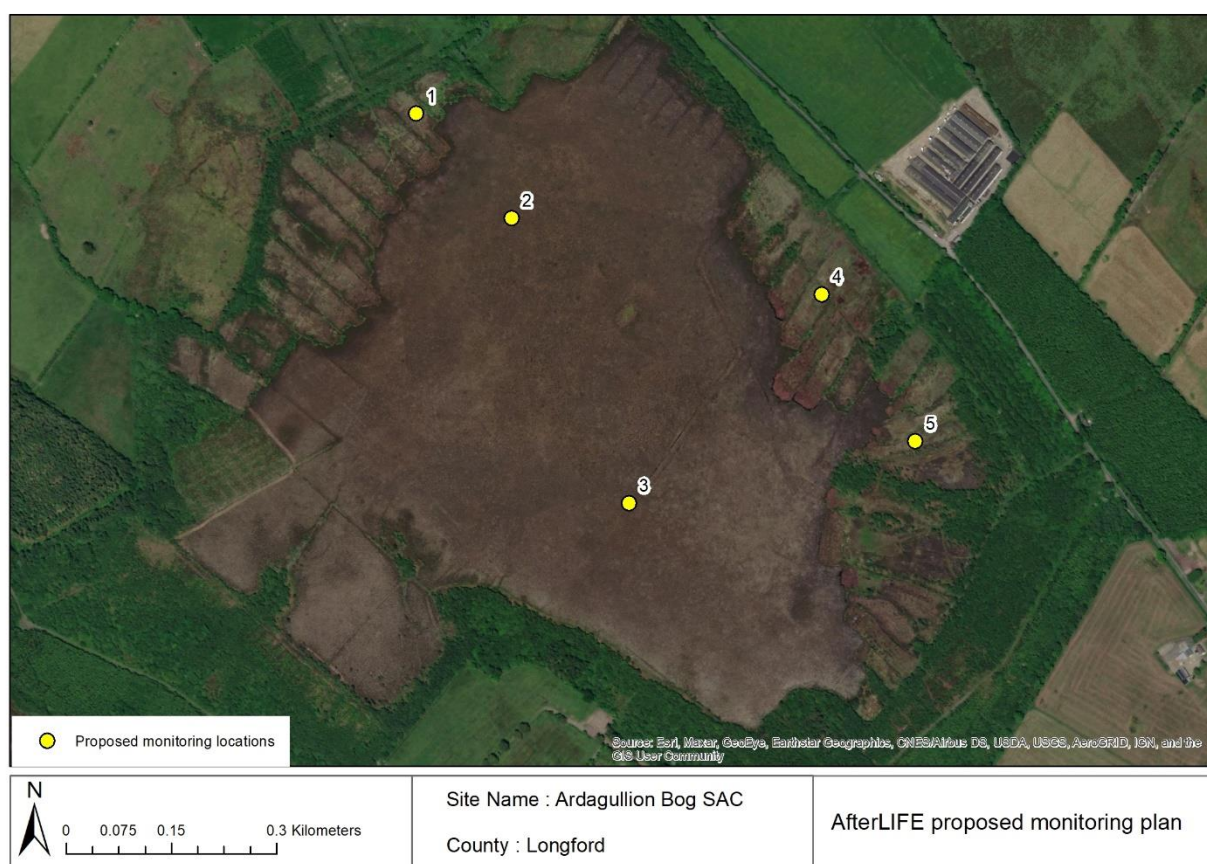 1
2
4
5
3
Proposed monitoring locations
Source: Esri, Maxar, GeoEye, Earthstar Geographics, CNES/Airbus DS, USDA, USGS, AeroGRID, IGN, and the
GIS User Community
N
0 0.075 0.15 0.3 Kilometers
Site Name : Ardagullion Bog SAC
County : Longford
AfterLIFE proposed monitoring plan